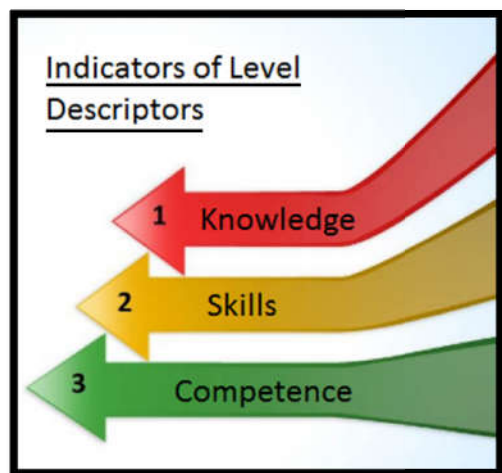 Indicators of Level
Descriptors
1 Knowledge
2 Skills
3 Competence